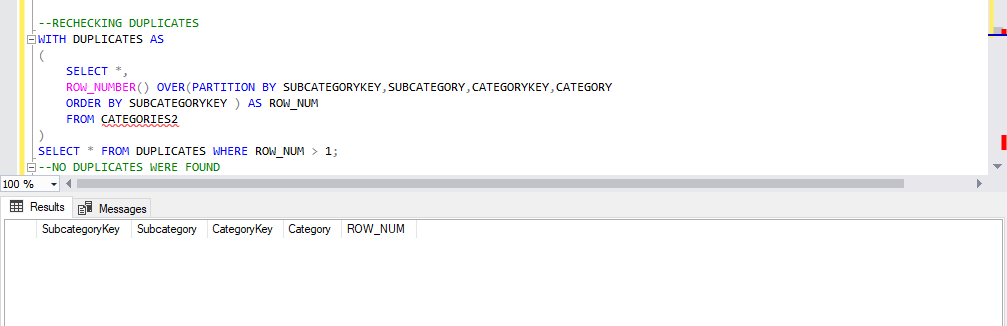 --RECHECKING DUPLICATES
WITH DUPLICATES AS
(
SELECT *,
ROW_NUMBER() OVER(PARTITION BY SUBCATEGORYKEY,SUBCATEGORY,CATEGORYKEY,CATEGORY
ORDER BY SUBCATEGORYKEY ) AS ROW_NUM
FROM CATEGORIES2
)
SELECT * FROM DUPLICATES WHERE ROW_NUM > 1;
--NO DUPLICATES WERE FOUND
100 %
Results Messages
SubcategoryKey Subcategory CategoryKey Category ROW_NUM